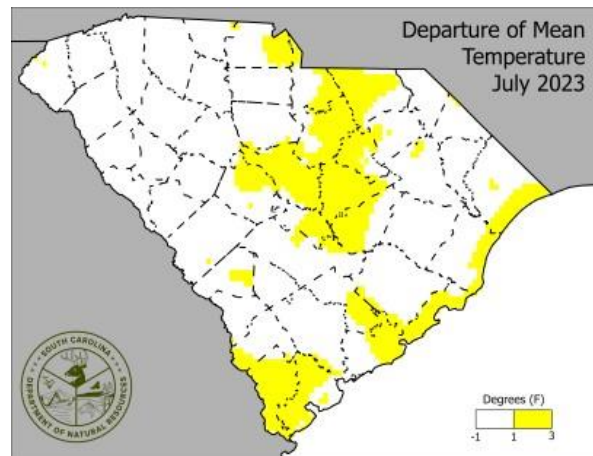 Departure of Mean
Temperature
July 2023
SOUTH CAROLINA
DEPARTMENT OF NATURAL RESOURCES
Degrees (F)
-1 1 3